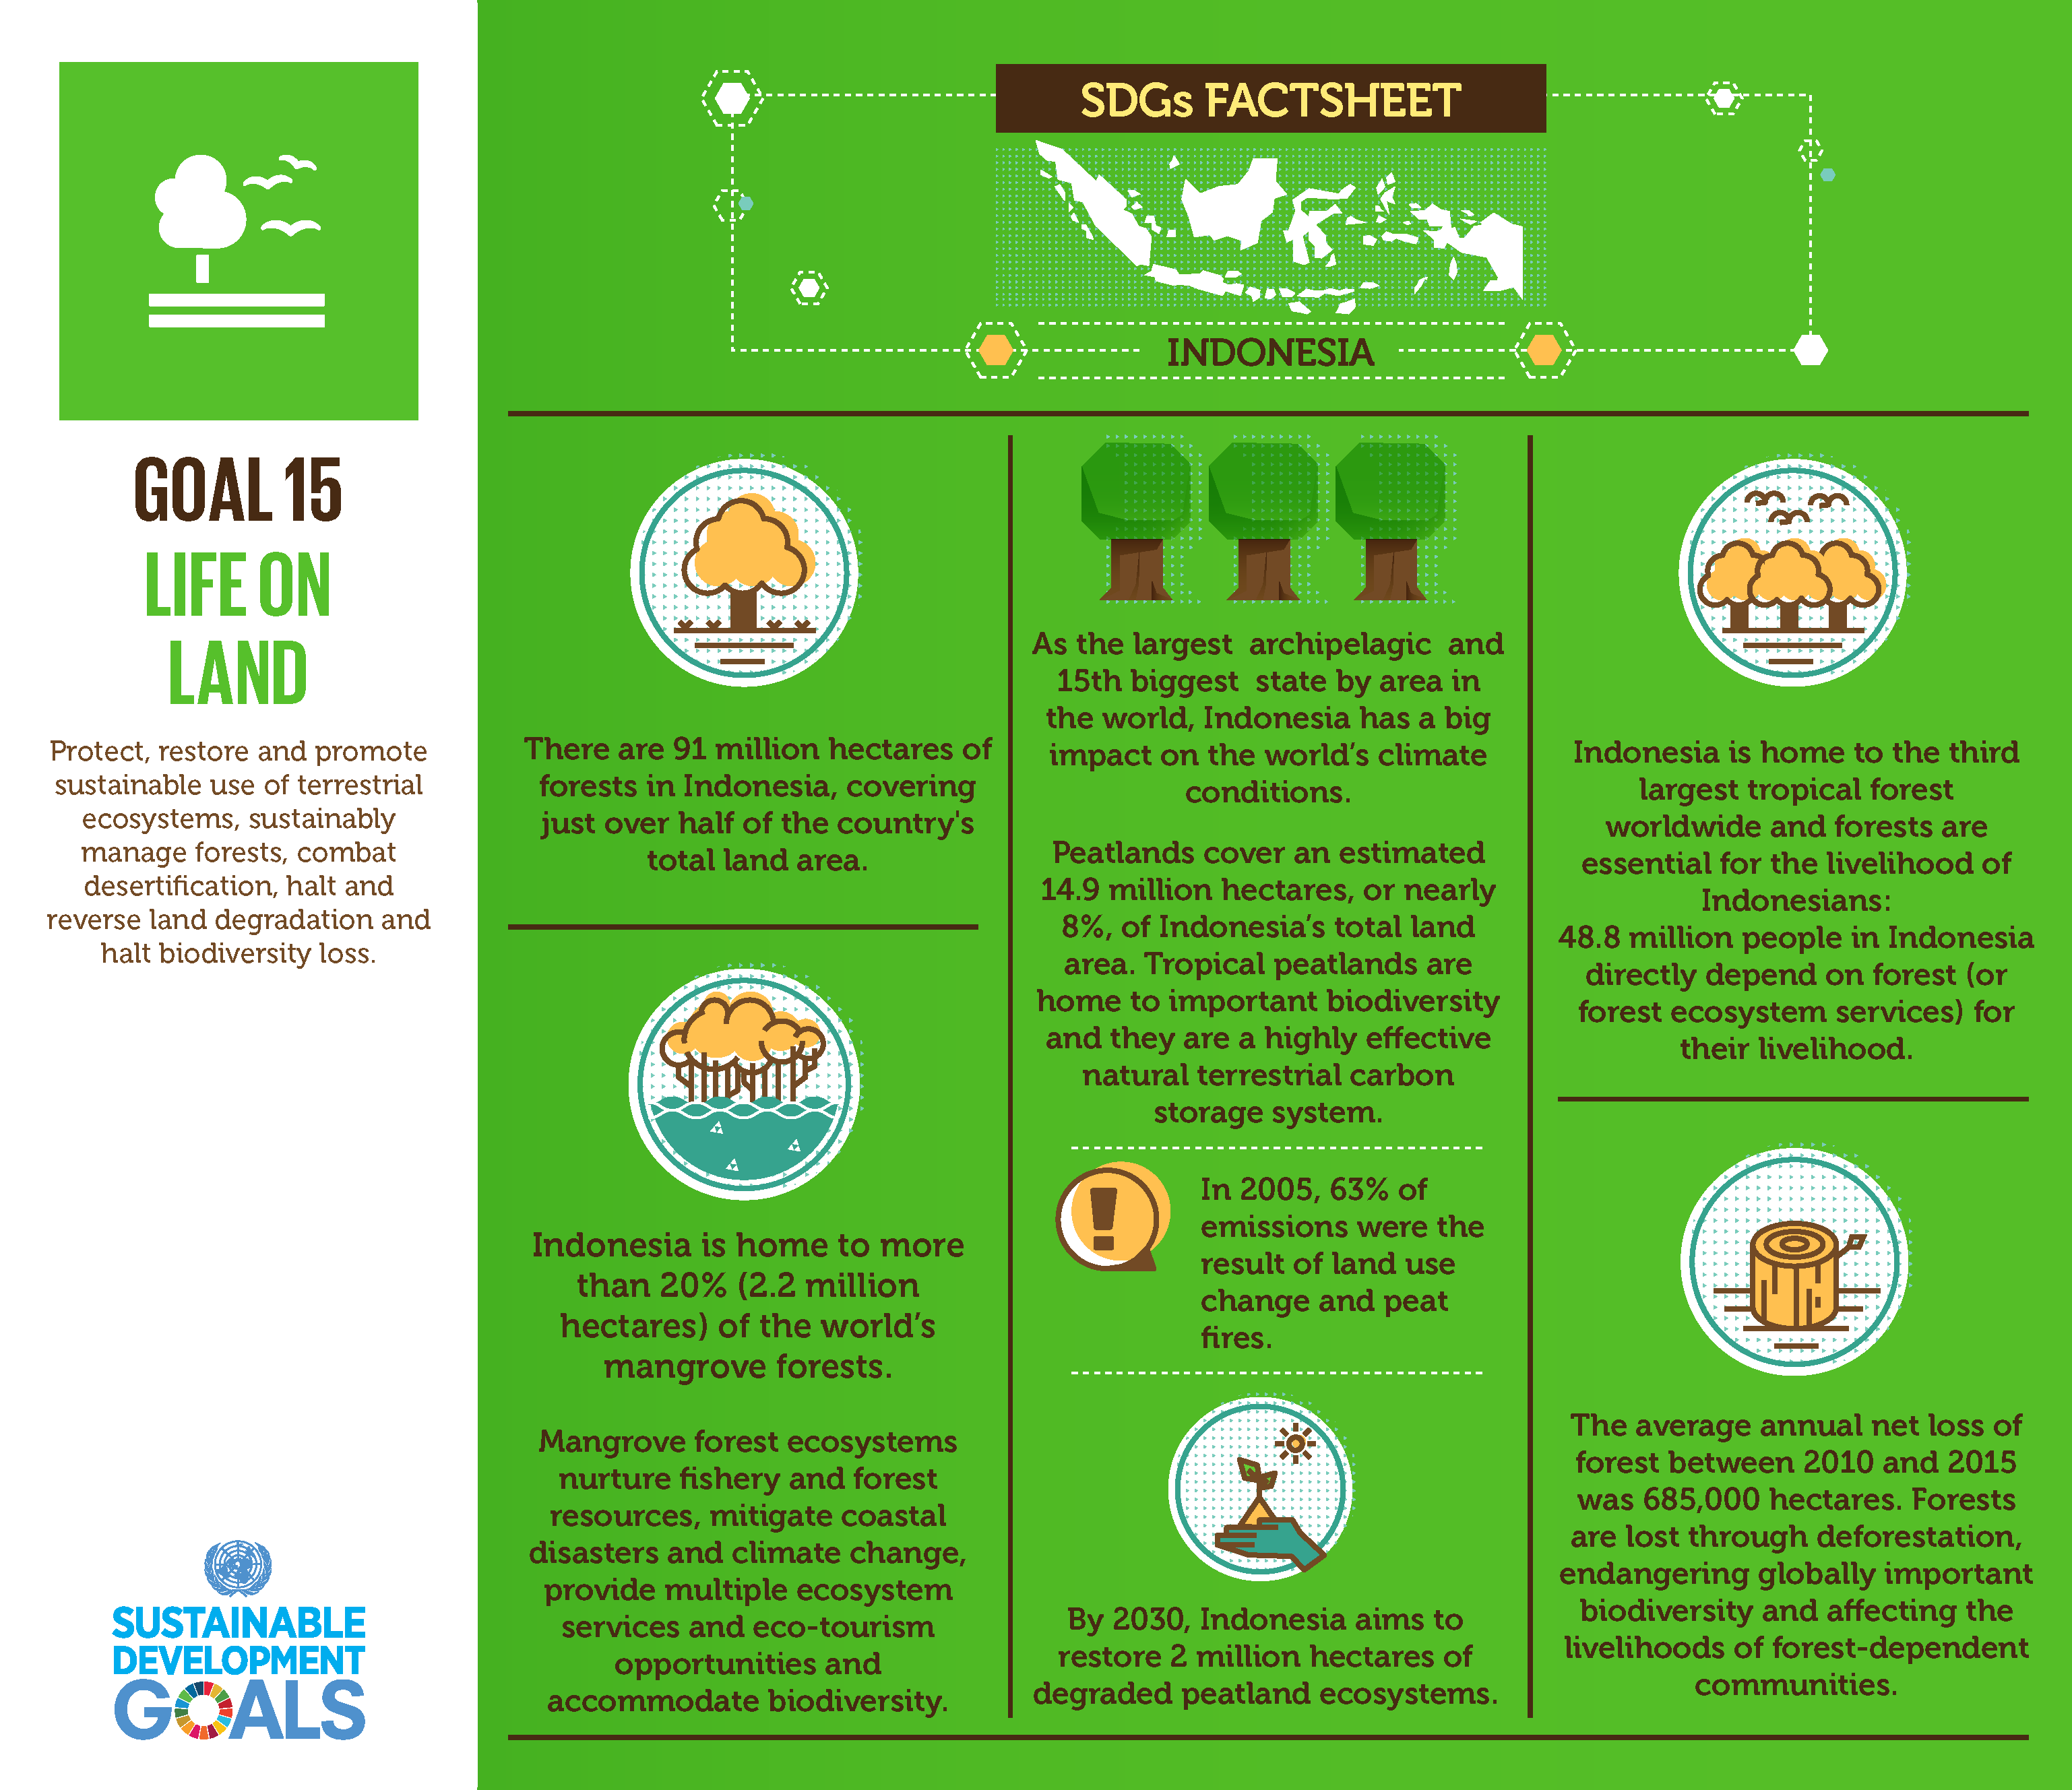 SDGs FACTSHEET
INDONESIA
GOAL 15
LIFE ON
LAND
Protect, restore and promote
sustainable use of terrestrial
ecosystems, sustainably
manage forests, combat
desertification, halt and
reverse land degradation and
halt biodiversity loss.
SUSTAINABLE
DEVELOPMENT
GOALS
There are 91 million hectares of
forests in Indonesia, covering
just over half of the country's
total land area.
Indonesia is home to more
than 20% (2.2 million
hectares) of the world’s
mangrove forests.
Mangrove forest ecosystems
nurture fishery and forest
resources, mitigate coastal
disasters and climate change,
provide multiple ecosystem
services and eco-tourism
opportunities and
accommodate biodiversity.
As the largest archipelagic and
15th biggest state by area in
the world, Indonesia has a big
impact on the world’s climate
conditions.
Peatlands cover an estimated
14.9 million hectares, or nearly
8%, of Indonesia’s total land
area. Tropical peatlands are
home to important biodiversity
and they are a highly effective
natural terrestrial carbon
storage system.
In 2005, 63% of
emissions were the
result of land use
change and peat
fires.
By 2030, Indonesia aims to
restore 2 million hectares of
degraded peatland ecosystems.
Indonesia is home to the third
largest tropical forest
worldwide and forests are
essential for the livelihood of
Indonesians:
48.8 million people in Indonesia
directly depend on forest (or
forest ecosystem services) for
their livelihood.
The average annual net loss of
forest between 2010 and 2015
was 685,000 hectares. Forests
are lost through deforestation,
endangering globally important
biodiversity and affecting the
livelihoods of forest-dependent
communities.